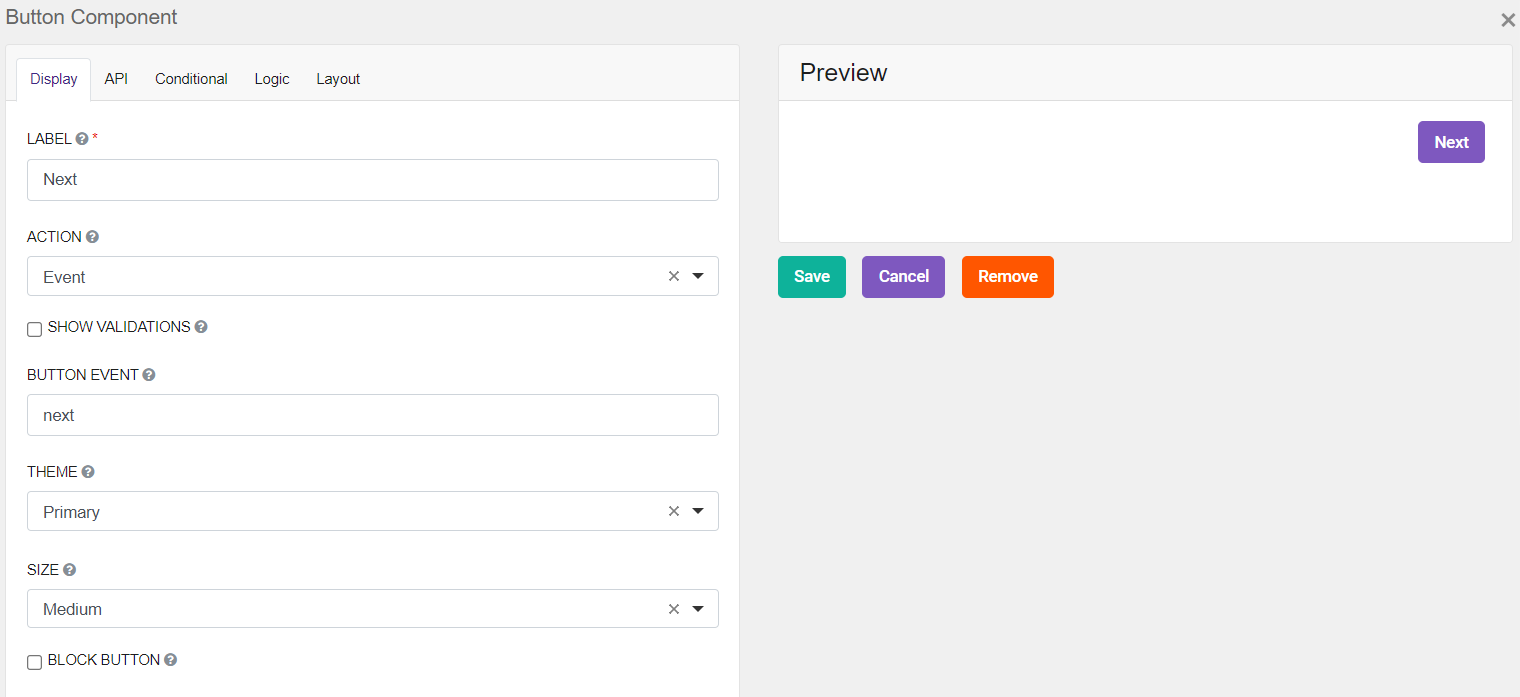 Button Component
Display API Conditional Logic Layout
LABEL *
Next
ACTION
Event
SHOW VALIDATIONS
BUTTON EVENT
next
THEME
Primary
SIZE
Medium
BLOCK BUTTON
Preview
Next
Save Cancel Remove